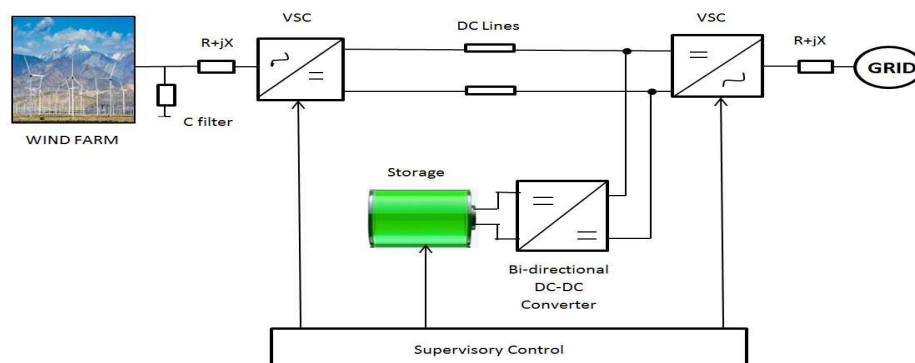 VSC
DC Lines
VSC
R+jX
R+jX
GRID
C filter
WIND FARM
Storage
Bi-directional
DC-DC
Converter
Supervisory Control